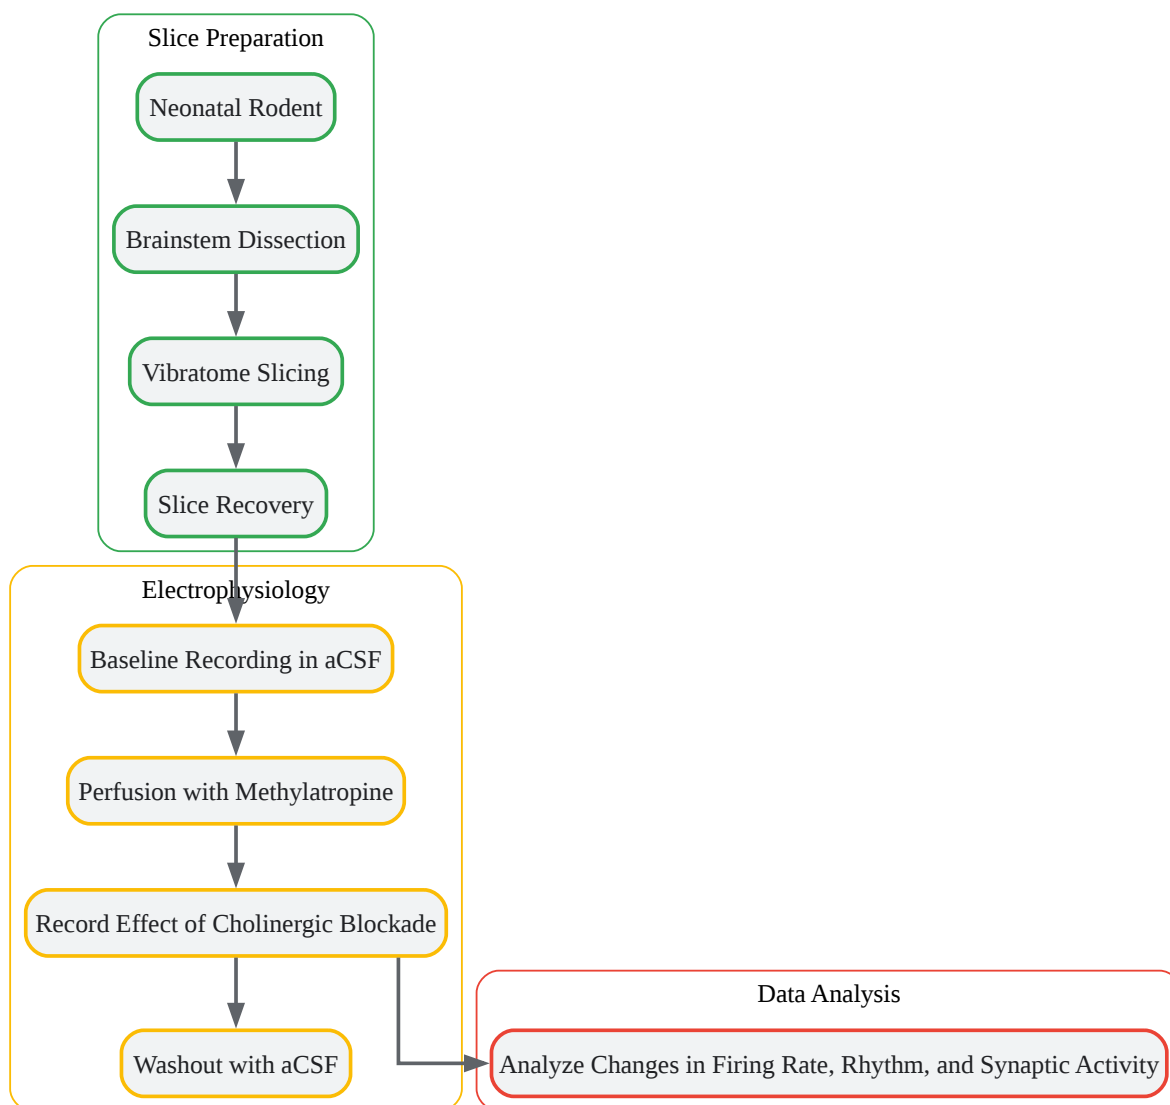 Slice Preparation
Neonatal Rodent
Brainstem Dissection
Vibratome Slicing
Slice Recovery
Electrophysiology
Baseline Recording in aCSF
Perfusion with Methylatropine
Record Effect of Cholinergic Blockade
Washout with aCSF
Data Analysis
Analyze Changes in Firing Rate, Rhythm, and Synaptic Activity